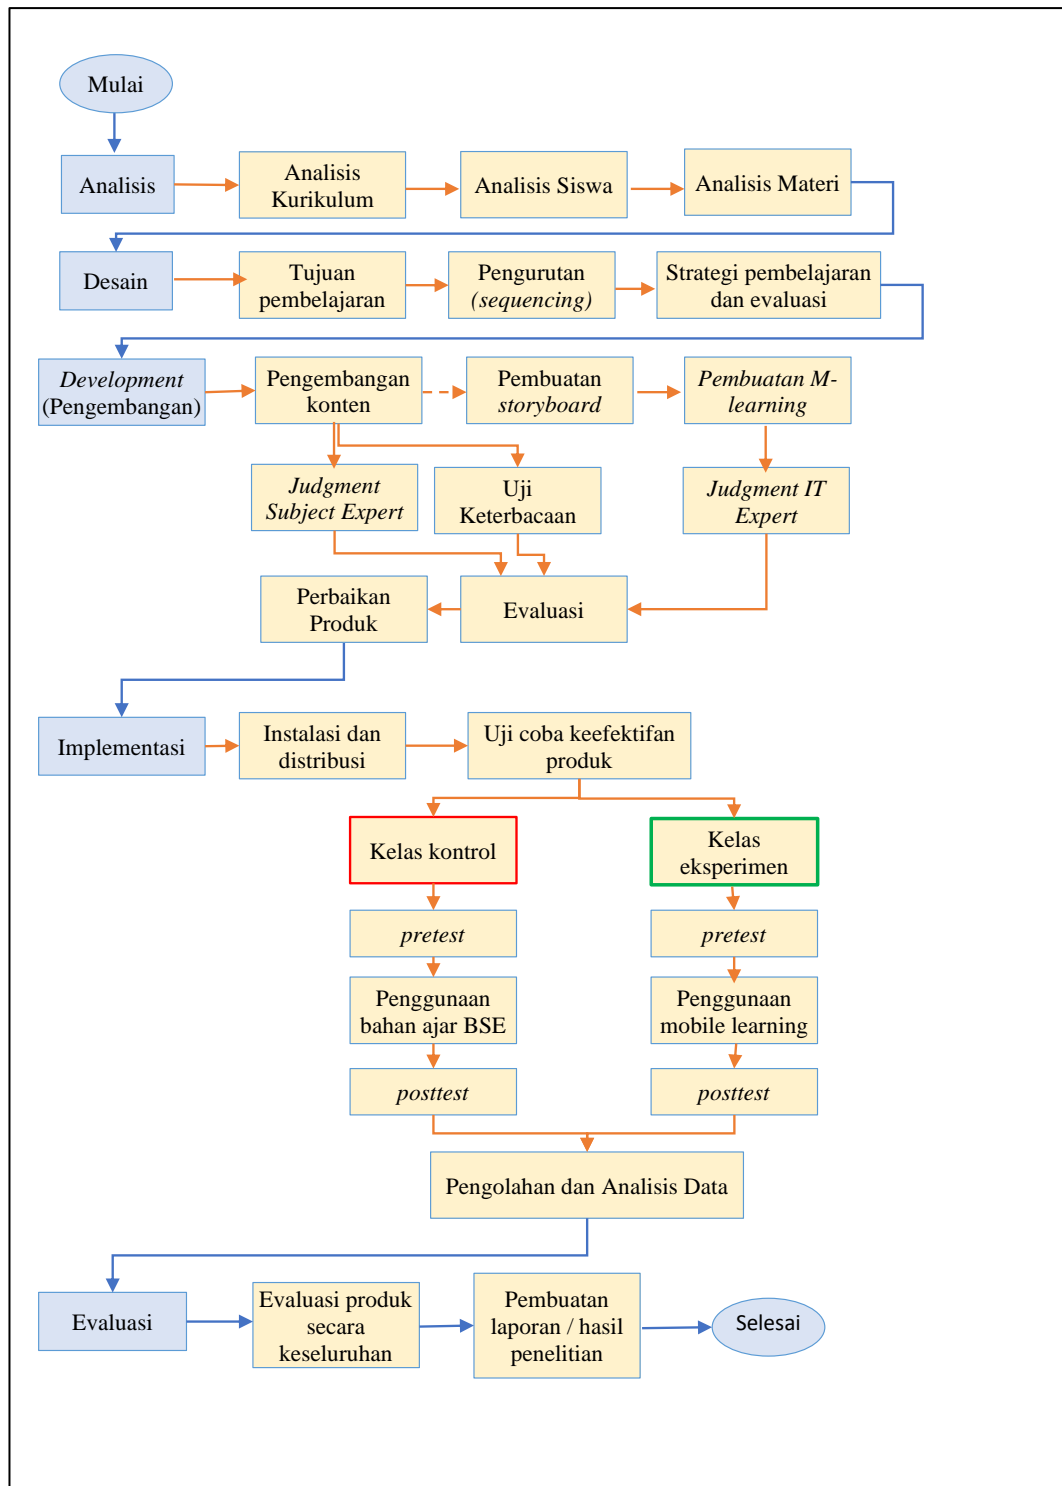 Mulai
Analisis
Analisis
Kurikulum
Analisis Siswa
Analisis Materi
Desain
Tujuan
pembelajaran
Pengurutan
(sequencing)
Strategi pembelajaran
dan evaluasi
Development
(Pengembangan)
Pengembangan
konten
Pembuatan
storyboard
Pembuatan M-
learning
Judgment
Subject Expert
Uji
Keterbacaan
Judgment IT
Expert
Perbaikan
Produk
Evaluasi
Implementasi
Instalasi dan
distribusi
Uji coba keefektifan
produk
Kelas kontrol
Kelas
eksperimen
pretest
pretest
Penggunaan
bahan ajar BSE
Penggunaan
mobile learning
posttest
posttest
Pengolahan dan Analisis Data
Evaluasi
Evaluasi produk
secara
keseluruhan
Pembuatan
laporan / hasil
penelitian
Selesai